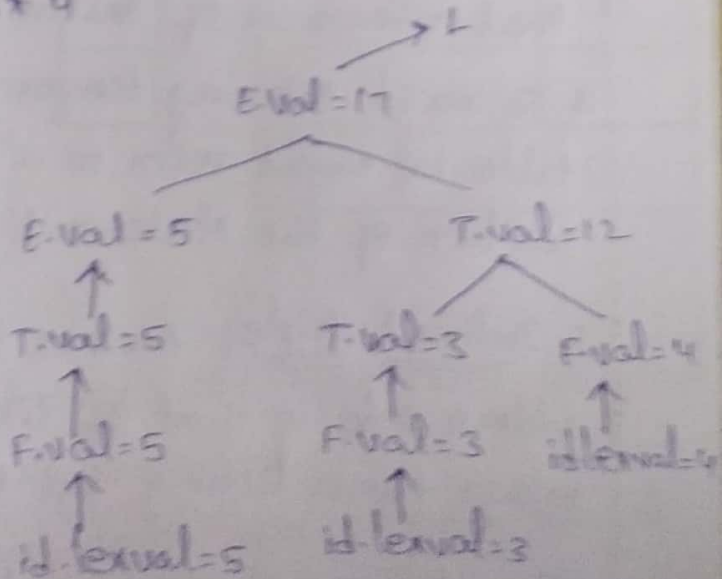 * 4
L
E.val = 17
E.val = 5 T.val = 12
T.val = 5 T.val = 3 F.val = 4
F.val = 5 F.val = 3 id.lexval = 4
id.lexval = 5 id.lexval = 3